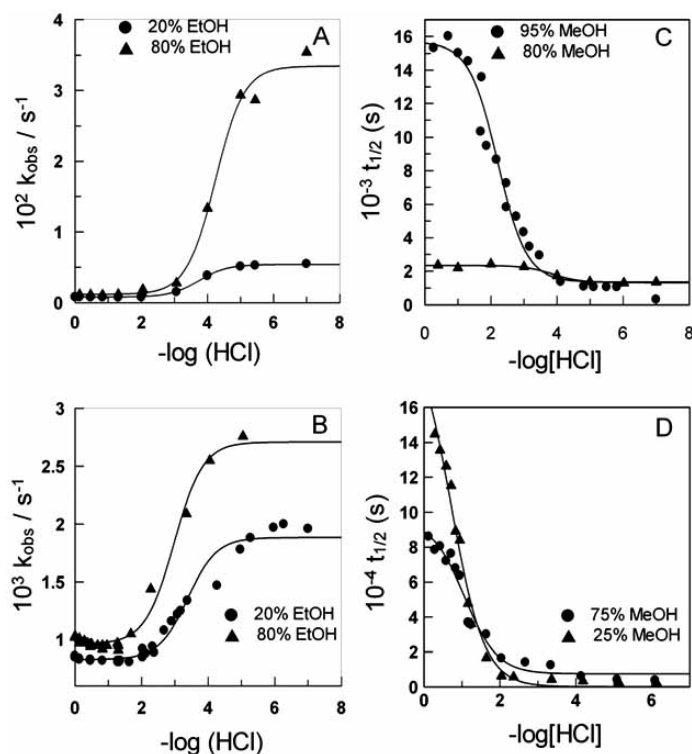 A
20% EtOH
80% EtOH
4
3
2
1
0
10² k_obs / s⁻¹
0 2 4 6 8
-log (HCl)
C
95% MeOH
80% MeOH
16
14
12
10
8
6
4
2
0
10⁻³ t₁/₂ (s)
0 2 4 6 8
-log[HCl]
B
3
2.5
2
1.5
1
0.5
10³ k_obs / s⁻¹
20% EtOH
80% EtOH
0 2 4 6 8
-log (HCl)
D
16
14
12
10
8
6
4
2
0
10⁻⁴ t₁/₂ (s)
75% MeOH
25% MeOH
0 1 2 3 4 5 6 7
-log[HCl]